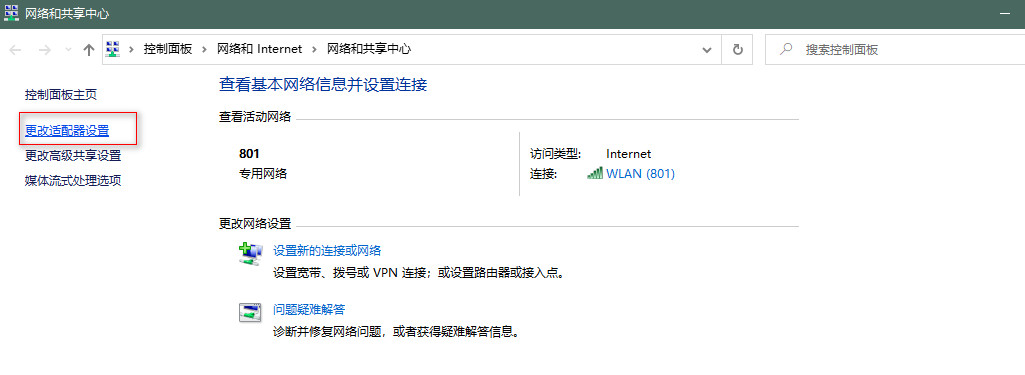 网络和共享中心
控制面板 > 网络和 Internet > 网络和共享中心
搜索控制面板
控制面板主页
更改适配器设置
更改高级共享设置
媒体流式处理选项
查看基本网络信息并设置连接
查看活动网络
801
专用网络
访问类型: Internet
连接: WLAN (801)
更改网络设置
设置新的连接或网络
设置宽带、拨号或 VPN 连接；或设置路由器或接入点。
问题疑难解答
诊断并修复网络问题，或者获得疑难解答信息。